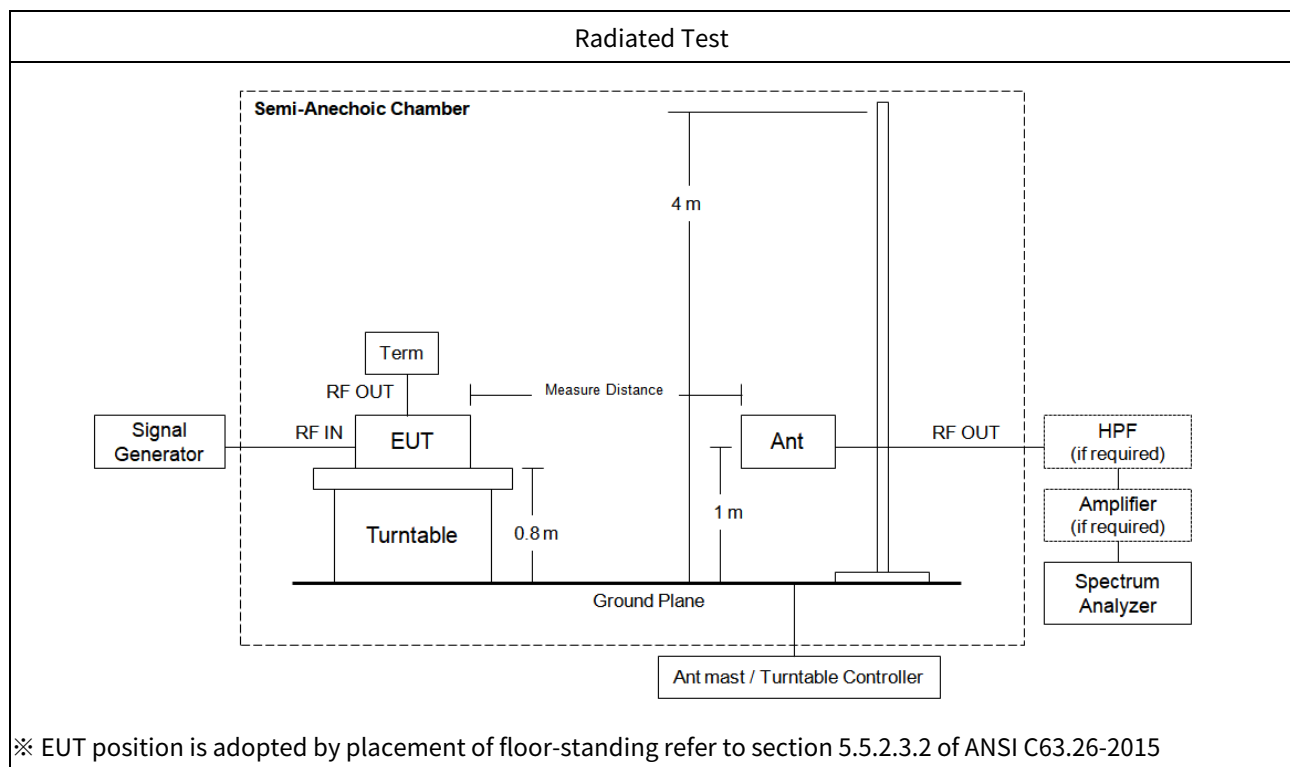 Radiated Test
Semi-Anechoic Chamber
4 m
Term
RF OUT
Measure Distance
Signal
Generator
RF IN
EUT
Ant
RF OUT
HPF
(if required)
Turntable
0.8 m
1 m
Amplifier
(if required)
Ground Plane
Spectrum
Analyzer
Ant mast / Turntable Controller
※ EUT position is adopted by placement of floor-standing refer to section 5.5.2.3.2 of ANSI C63.26-2015